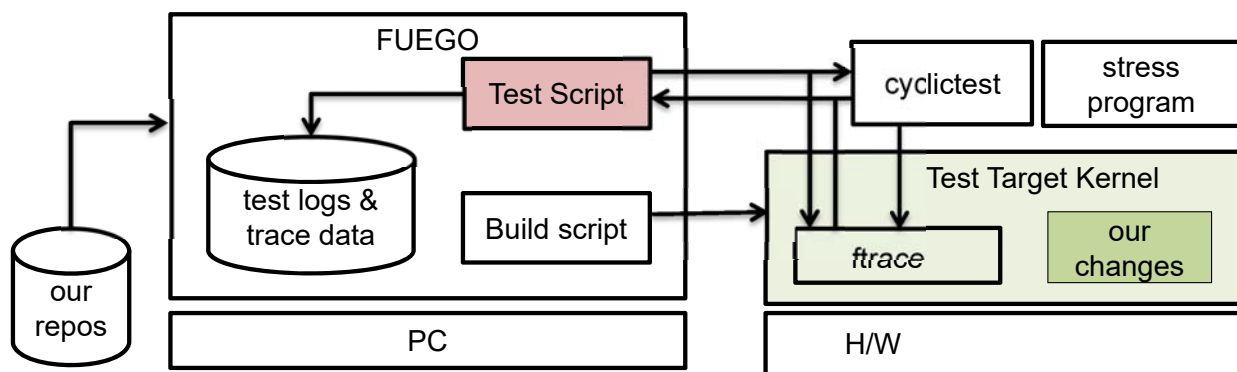 FUEGO
Test Script
cyclictest
stress
program
test logs &
trace data
Build script
Test Target Kernel
ftrace
our
changes
our
repos
PC
H/W